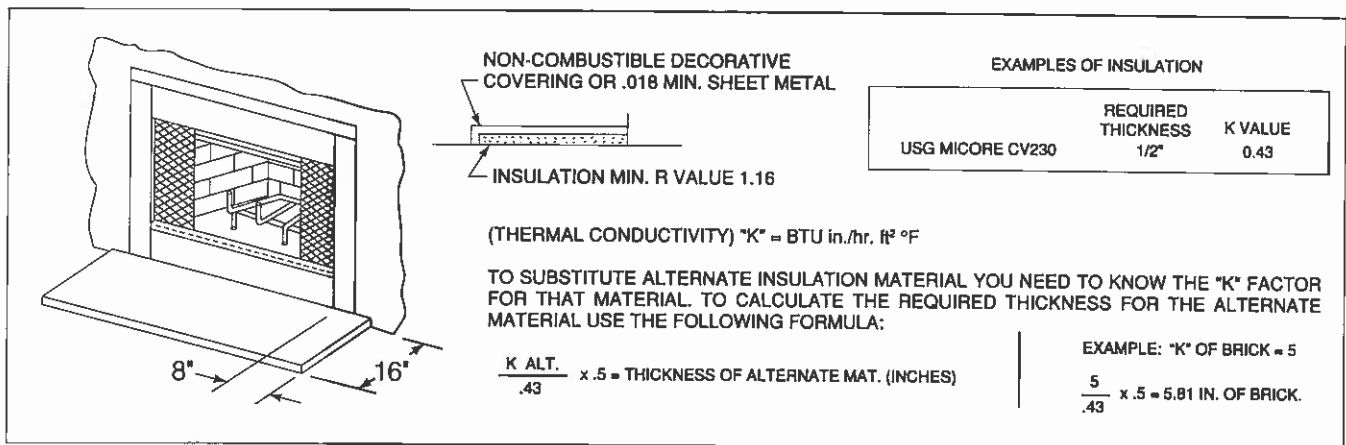 NON-COMBUSTIBLE DECORATIVE
COVERING OR .018 MIN. SHEET METAL
INSULATION MIN. R VALUE 1.16
EXAMPLES OF INSULATION
REQUIRED
THICKNESS K VALUE
USG MICORE CV230 1/2" 0.43
(THERMAL CONDUCTIVITY) "K" = BTU in./hr. ft² °F
TO SUBSTITUTE ALTERNATE INSULATION MATERIAL YOU NEED TO KNOW THE "K" FACTOR
FOR THAT MATERIAL. TO CALCULATE THE REQUIRED THICKNESS FOR THE ALTERNATE
MATERIAL USE THE FOLLOWING FORMULA:
K ALT.
.43
x .5 = THICKNESS OF ALTERNATE MAT. (INCHES)
EXAMPLE: "K" OF BRICK = 5
5
.43
x .5 = 5.81 IN. OF BRICK.
8"
16"